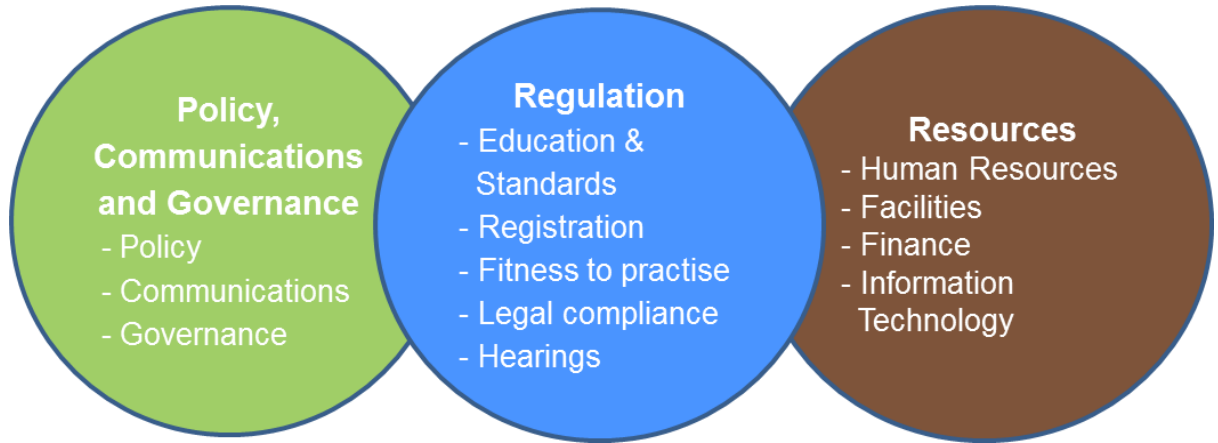 Policy,
Communications
and Governance
- Policy
- Communications
- Governance
Regulation
- Education &
Standards
- Registration
- Fitness to practise
- Legal compliance
- Hearings
Resources
- Human Resources
- Facilities
- Finance
- Information
Technology